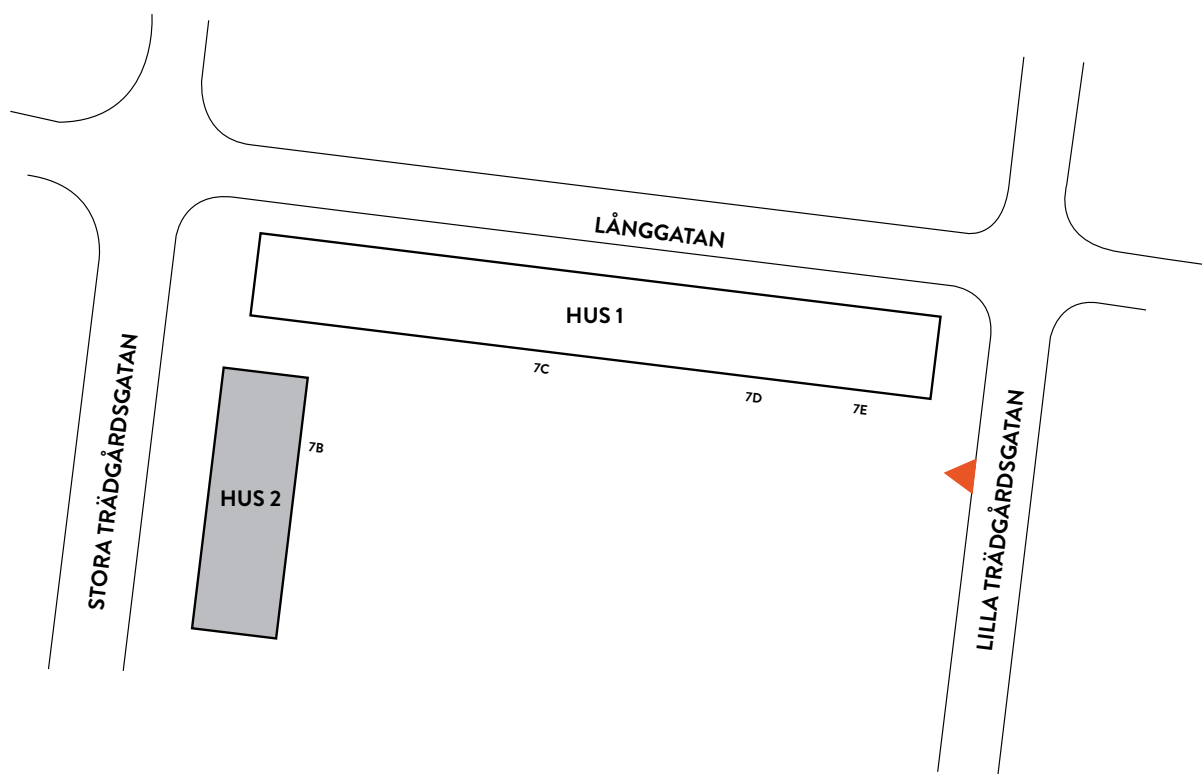 LÅNGGATAN
HUS 1
7C
7D
7E
7B
HUS 2
STORA TRÄDGÅRDSGATAN
LILLA TRÄDGÅRDSGATAN